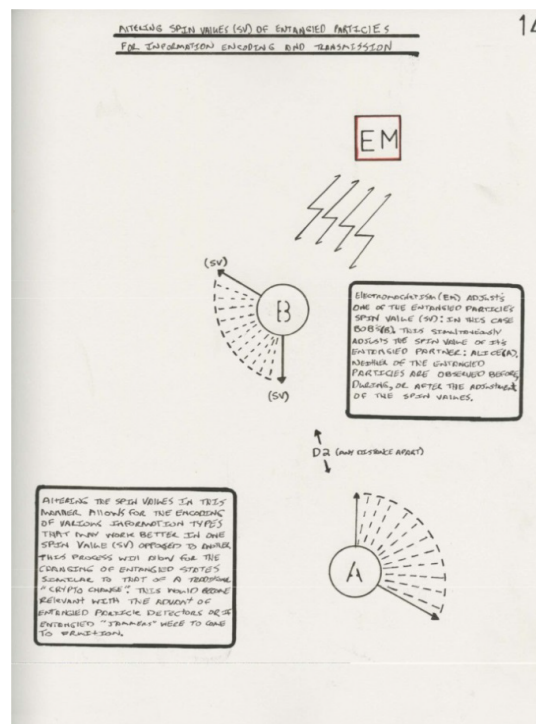 14
ALTERING SPIN VALUES (SV) OF ENTANGLED PARTICLES
FOR INFORMATION ENCODING AND TRANSMISSION
EM
(SV)
B
(SV)
ELECTROMAGNETISM (EM) ADJUSTS
ONE OF THE ENTANGLED PARTICLES
SPIN VALUE (SV): IN THIS CASE
THIS SIMULTANEOUSLY
ADJUSTS THE SPIN VALUE OF ITS
ENTANGLED PARTNER: ALICE(A).
NEITHER OF THE ENTANGLED
PARTICLES ARE OBSERVED BEFORE,
DURING, OR AFTER THE ADJUSTMENT
OF THE SPIN VALUES.
D2 (ANY DISTANCE APART)
ALTERING THE SPIN VALUES IN THIS
MANNER ALLOWS FOR THE ENCODING
OF VARIOUS INFORMATION TYPES
THAT MAY WORK BETTER IN ONE
SPIN VALUE (SV) OPPOSED TO ANOTHER
THIS PROCESS WILL ALLOW FOR THE
CHANGING OF ENTANGLED STATES
SIMILAR TO THAT OF A TRADITIONAL
"CRYPTO CHANGE". THIS WOULD BECOME
RELEVANT WITH THE ADVENT OF
ENTANGLED PARTICLE DETECTORS OR IF
ENTANGLED "JAMMERS" WERE TO COME
TO FRUITION.
A